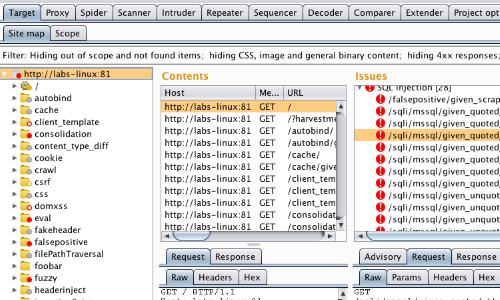 Target Proxy Spider Scanner Intruder Repeater Sequencer Decoder Comparer Extender Project opti
Site map Scope
Filter: Hiding out of scope and not found items; hiding CSS, image and general binary content; hiding 4xx responses;
http://labs-linux:81
/
autobind
cache
client_template
consolidation
content_type_diff
cookie
crawl
csrf
css
domxss
eval
fakeheader
falsepositive
filePathTraversal
foobar
fuzzy
headerinject
Contents
Host Me... URL
http://labs-linux:81 GET /
http://labs-linux:81 GET /?harvestme
http://labs-linux:81 GET /autobind/
http://labs-linux:81 GET /autobind/g
http://labs-linux:81 GET /cache/
http://labs-linux:81 GET /cache/give
http://labs-linux:81 GET /client_tem
http://labs-linux:81 GET /client_tem
http://labs-linux:81 GET /client_tem
http://labs-linux:81 GET /consolidat
http://labs-linux:81 GET /consolidat
Request Response
Raw Headers Hex
GET / HTTP/1.1
Issues
SQL injection [28]
/falsepositive/given_scrap
/sqli/mssql/given_quoted_
/sqli/mssql/given_quoted_
/sqli/mssql/given_quoted_
/sqli/mssql/given_quoted_
/sqli/mssql/given_quoted_
/sqli/mssql/given_quoted_
/sqli/mssql/given_unquot
/sqli/mssql/given_unquot
/sqli/mssql/given_unquot
Advisory Request Response
Raw Params Headers Hex
GET